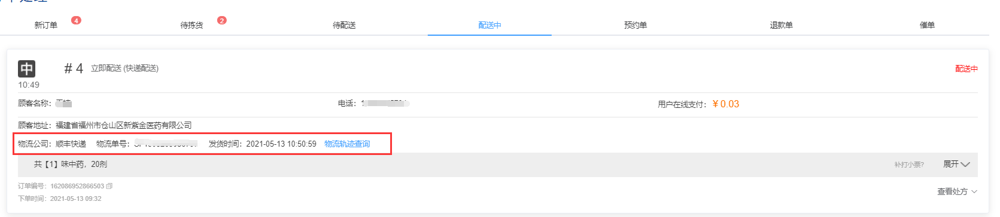 新订单 4 待拣货 2 待配送 配送中 预约单 退款单 催单
中 # 4 立即配送 (快递配送) 配送中
10:49
顾客名称： 电话： 用户在线支付： ¥ 0.03
顾客地址：福建省福州市仓山区新紫金医药有限公司
物流公司：顺丰快递 物流单号： 发货时间：2021-05-13 10:50:59 物流轨迹查询
共【1】味中药，20剂 补打小票? 展开
订单编号：162086952866503
下单时间：2021-05-13 09:32 查看处方